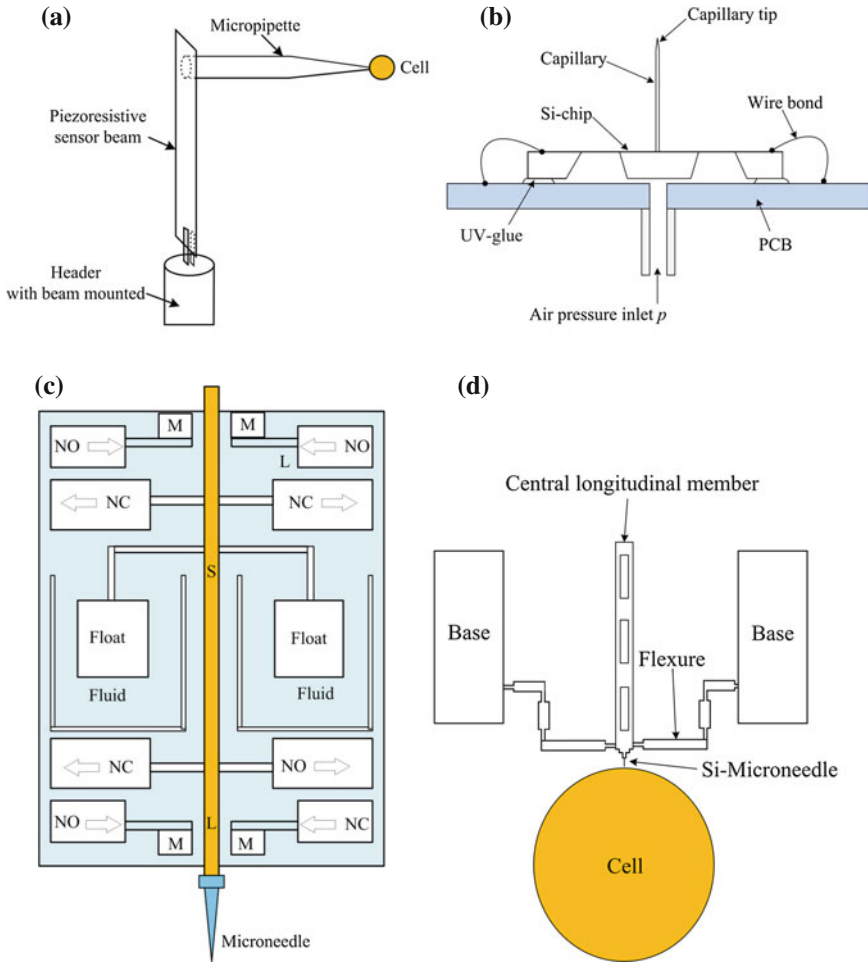 (a)
Micropipette
Cell
Piezoresistive
sensor beam
Header
with beam mounted
(b)
Capillary tip
Capillary
Si-chip
Wire bond
UV-glue
PCB
Air pressure inlet p
(c)
M M
NO NO
L
NC NC
S
Float Float
Fluid Fluid
NC NO
NO L NC
M M
Microneedle
(d)
Central longitudinal member
Base Base
Flexure
Si-Microneedle
Cell